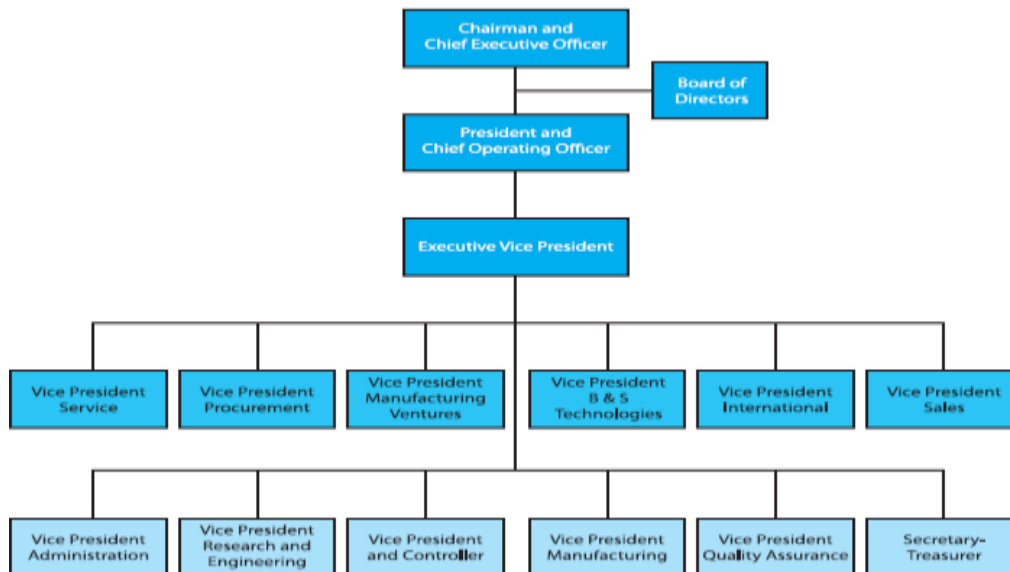 Chairman and
Chief Executive Officer
Board of
Directors
President and
Chief Operating Officer
Executive Vice President
Vice President
Service
Vice President
Procurement
Vice President
Manufacturing
Ventures
Vice President
B & S
Technologies
Vice President
International
Vice President
Sales
Vice President
Administration
Vice President
Research and
Engineering
Vice President
and Controller
Vice President
Manufacturing
Vice President
Quality Assurance
Secretary-
Treasurer